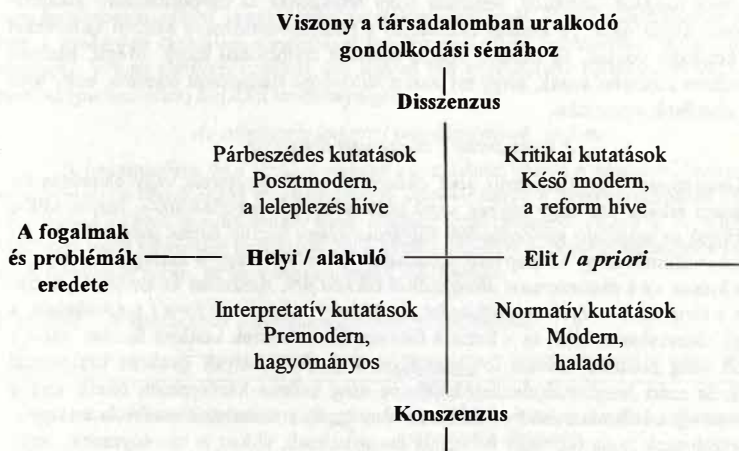 Viszony a társadalomban uralkodó
gondolkodási sémához
Disszenzus
Párbeszédes kutatások
Posztmodern,
a leleplezés híve
Kritikai kutatások
Késő modern,
a reform híve
A fogalmak
és problémák
eredete
Helyi / alakuló
Elit / a priori
Interpretatív kutatások
Premodern,
hagyományos
Normatív kutatások
Modern,
haladó
Konszenzus